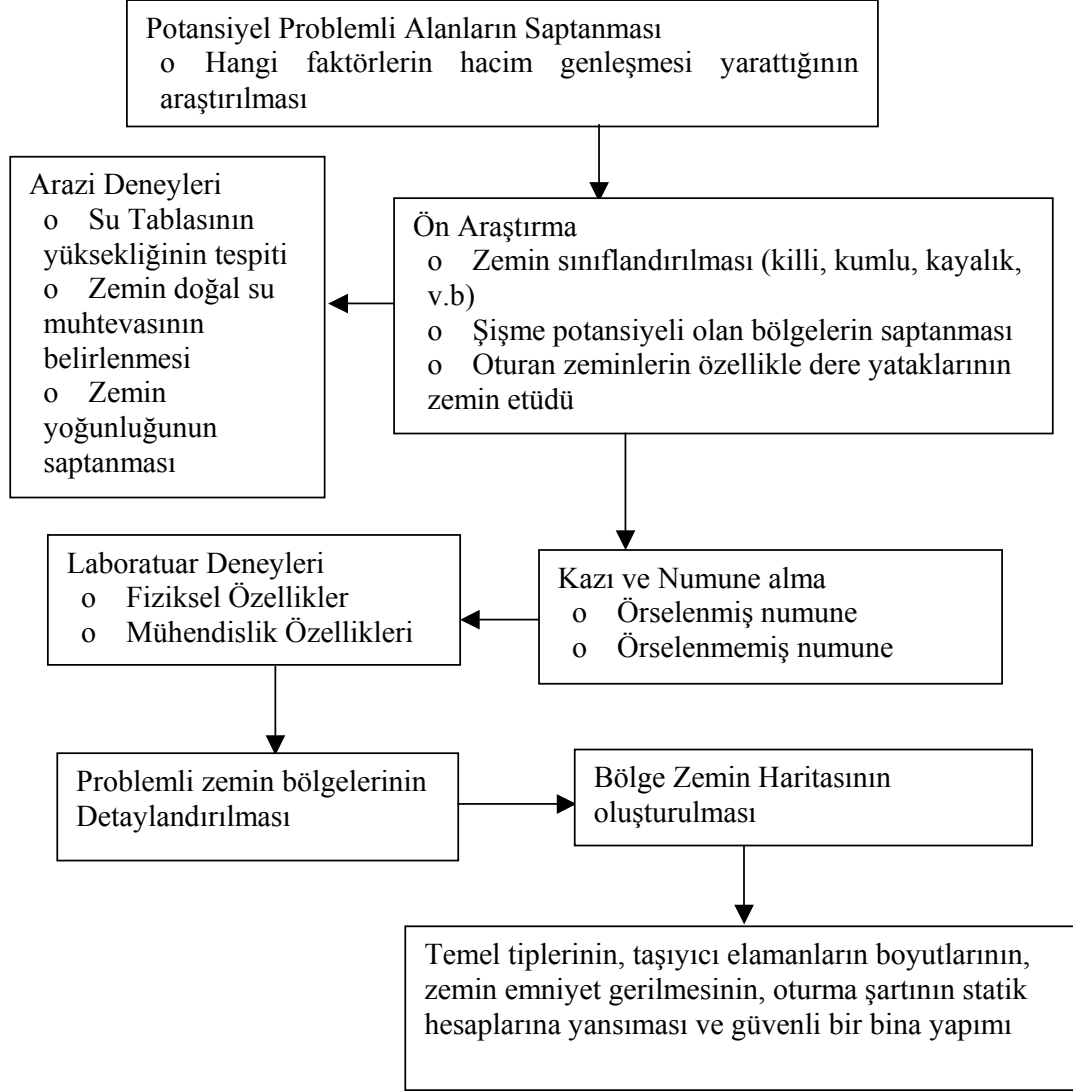 Potansiyel Problemli Alanların Saptanması
o Hangi faktörlerin hacim genleşmesi yarattığının
araştırılması
Arazi Deneyleri
o Su Tablasının
yüksekliğinin tespiti
o Zemin doğal su
muhtevasının
belirlenmesi
o Zemin
yoğunluğunun
saptanması
Ön Araştırma
o Zemin sınıflandırılması (killi, kumlu, kayalık,
v.b)
o Şişme potansiyeli olan bölgelerin saptanması
o Oturan zeminlerin özellikle dere yataklarının
zemin etüdü
Laboratuar Deneyleri
o Fiziksel Özellikler
o Mühendislik Özellikleri
Kazı ve Numune alma
o Örselenmiş numune
o Örselenmemiş numune
Problemli zemin bölgelerinin
Detaylandırılması
Bölge Zemin Haritasının
oluşturulması
Temel tiplerinin, taşıyıcı elamanların boyutlarının,
zemin emniyet gerilmesinin, oturma şartının statik
hesaplarına yansıması ve güvenli bir bina yapımı